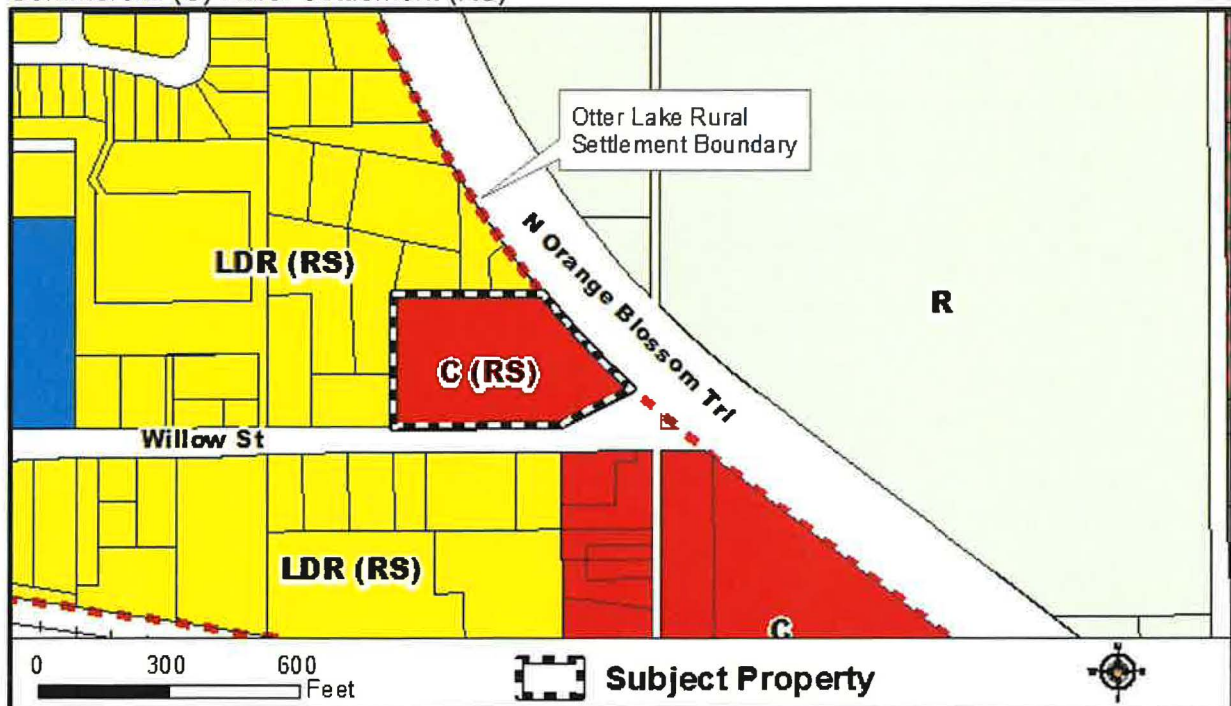 Otter Lake Rural
Settlement Boundary
LDR (RS)
N Orange Blossom Trl
R
C (RS)
Willow St
LDR (RS)
C
0 300 600
Feet
Subject Property